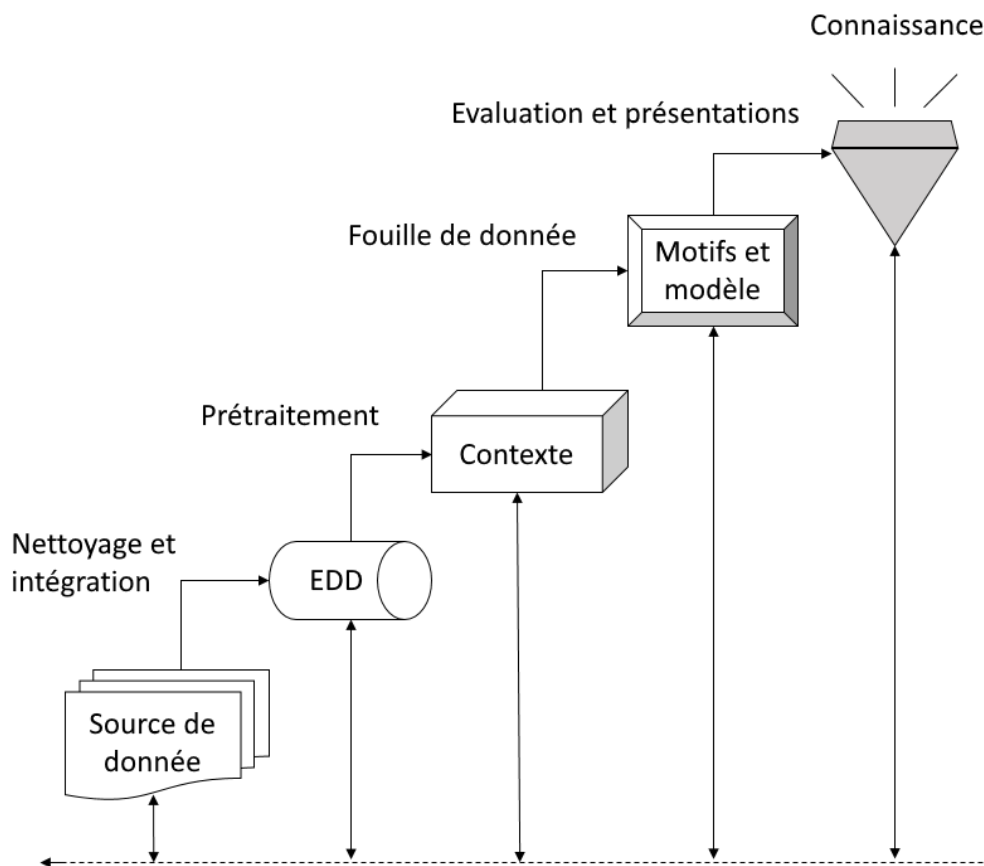 Connaissance
Evaluation et présentations
Fouille de donnée
Motifs et
modèle
Prétraitement
Contexte
Nettoyage et
intégration
EDD
Source de
donnée